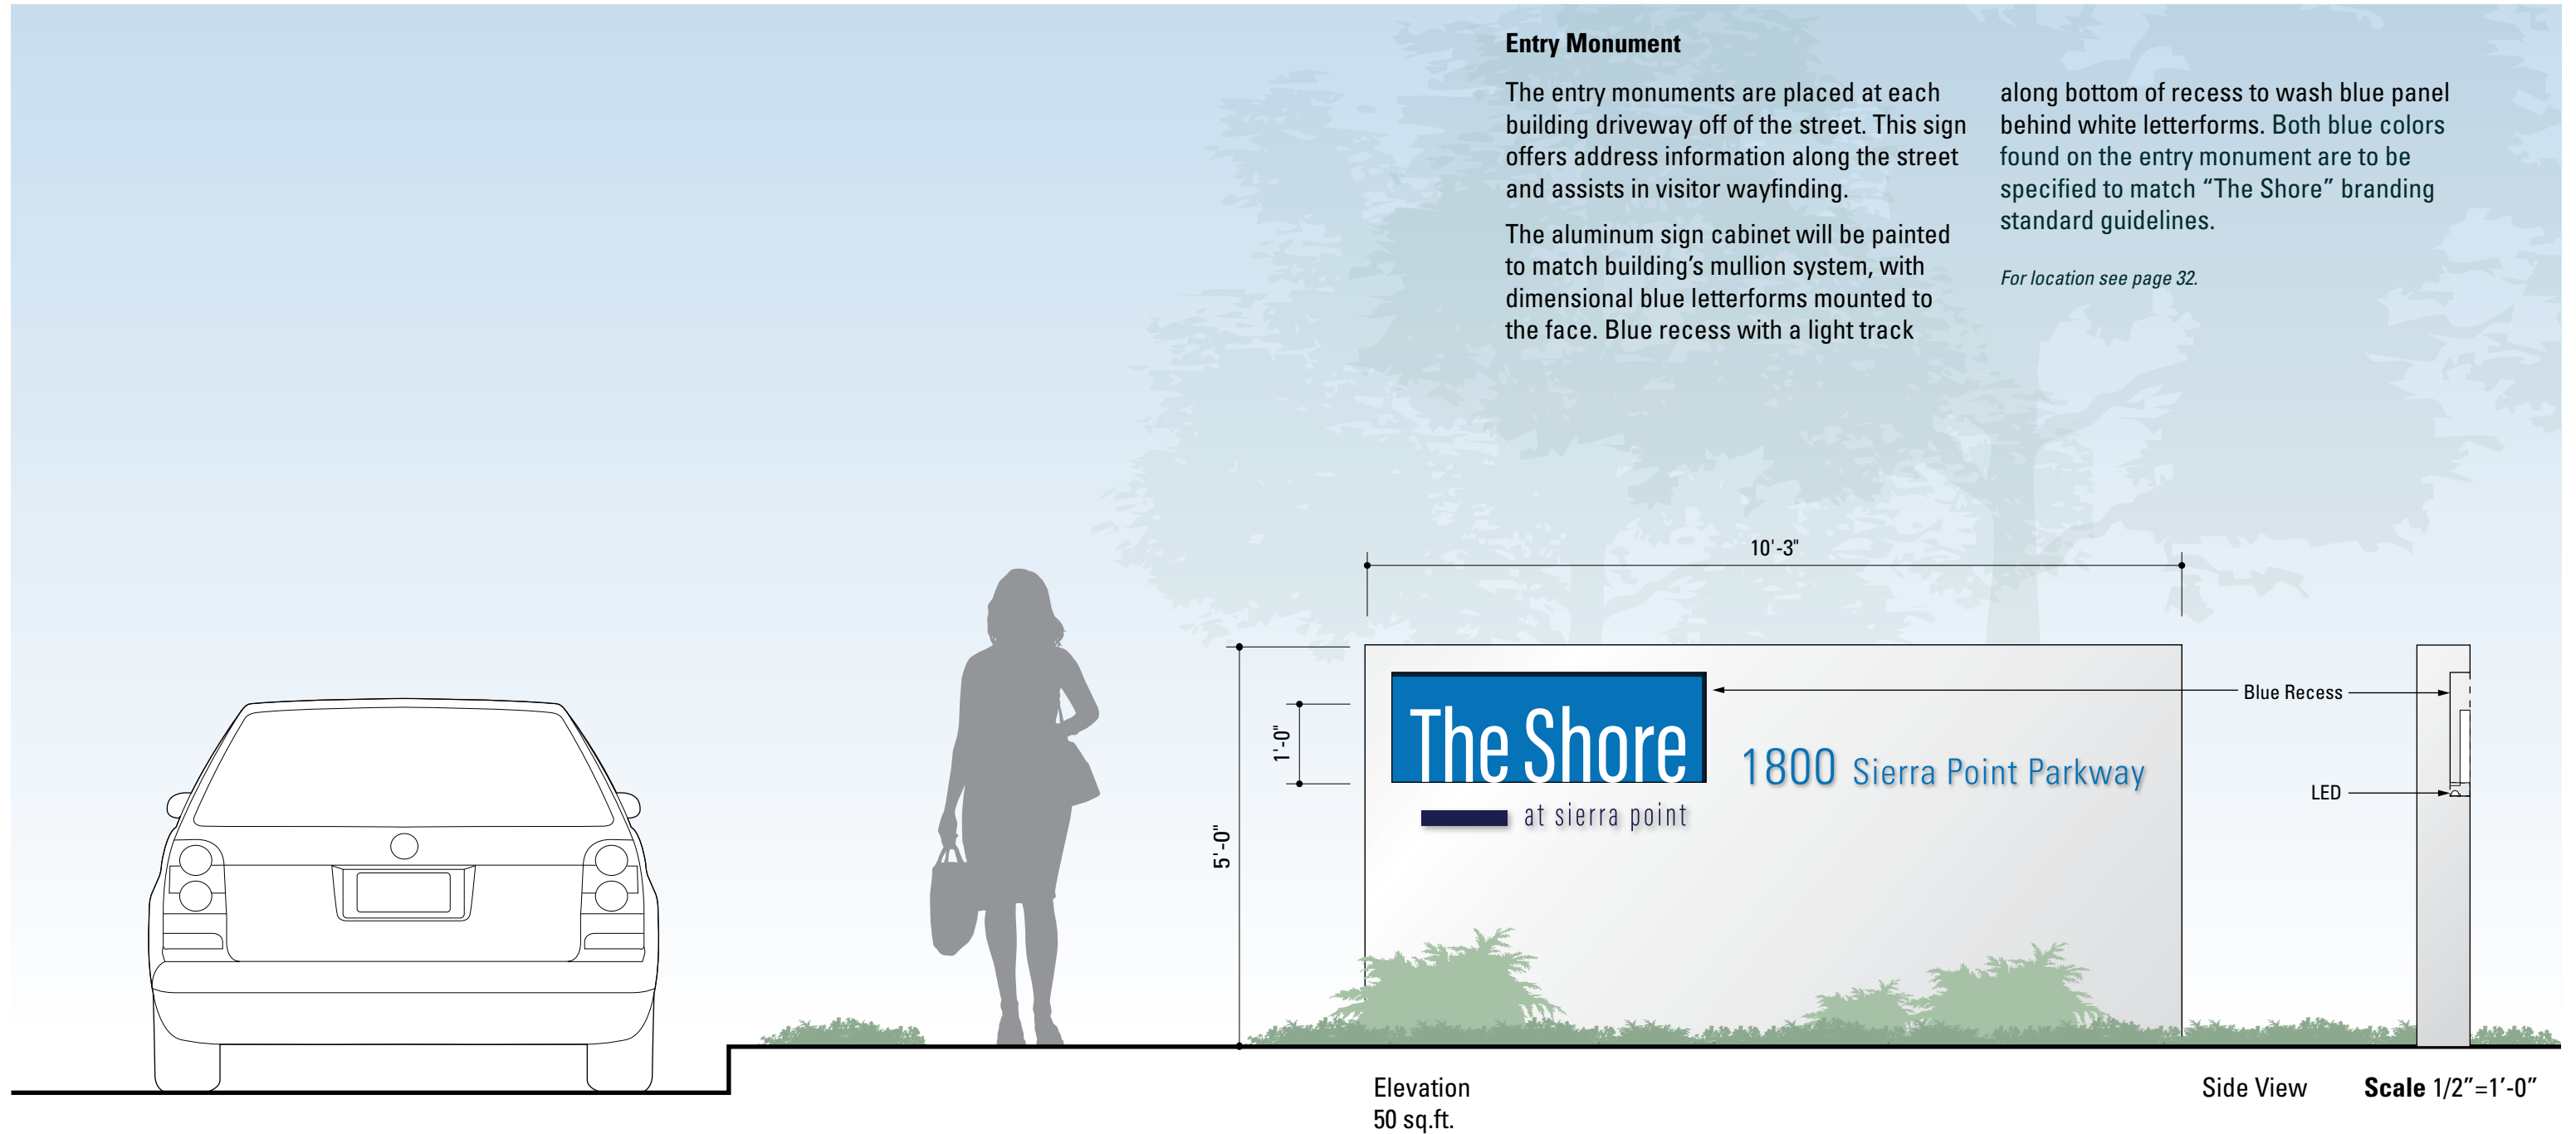 Entry Monument
The entry monuments are placed at each
building driveway off of the street. This sign
offers address information along the street
and assists in visitor wayfinding.
The aluminum sign cabinet will be painted
to match building’s mullion system, with
dimensional blue letterforms mounted to
the face. Blue recess with a light track
along bottom of recess to wash blue panel
behind white letterforms. Both blue colors
found on the entry monument are to be
specified to match “The Shore” branding
standard guidelines.
For location see page 32.
10'-3"
5'-0"
1'-0"
The Shore
at sierra point
1800 Sierra Point Parkway
Blue Recess
LED
Elevation
50 sq.ft.
Side View
Scale 1/2”=1’-0”